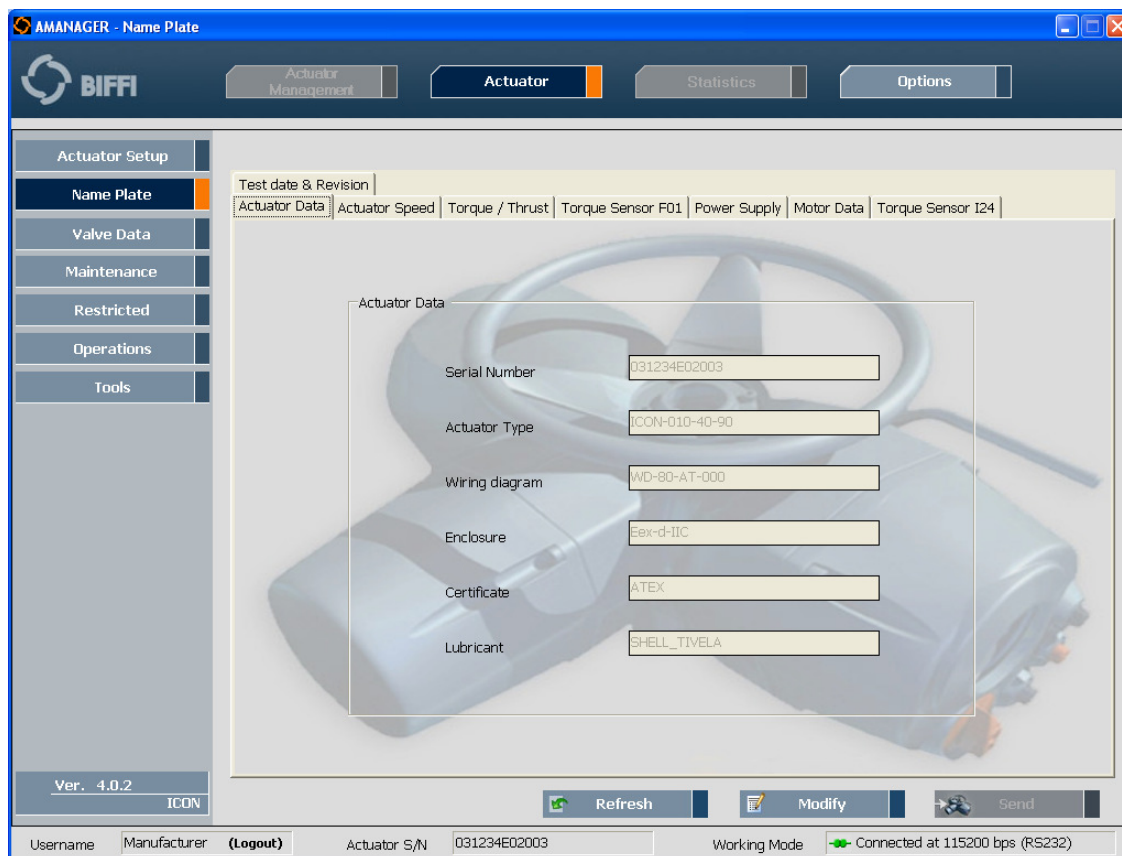 AMANAGER - Name Plate
BIFFI
Actuator
Management
Actuator
Statistics
Options
Actuator Setup
Name Plate
Valve Data
Maintenance
Restricted
Operations
Tools
Test date & Revision
Actuator Data
Actuator Speed
Torque / Thrust
Torque Sensor F01
Power Supply
Motor Data
Torque Sensor I24
Actuator Data
Serial Number 031234E02003
Actuator Type ICON-010-40-90
Wiring diagram WD-80-AT-000
Enclosure Eex-d-IIC
Certificate ATEX
Lubricant SHELL_TIVELA
Ver. 4.0.2
ICON
Refresh
Modify
Send
Username Manufacturer (Logout) Actuator S/N 031234E02003 Working Mode Connected at 115200 bps (RS232)